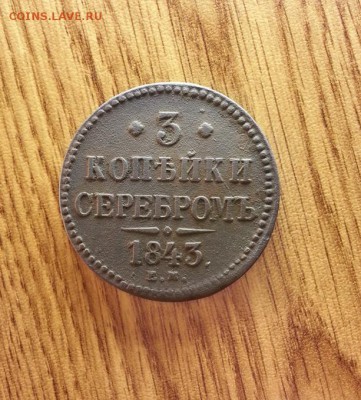 COINS.LAVE.RU
3
КОПѢЙКИ
СЕРЕБРОМЪ
1843.
Е.М.